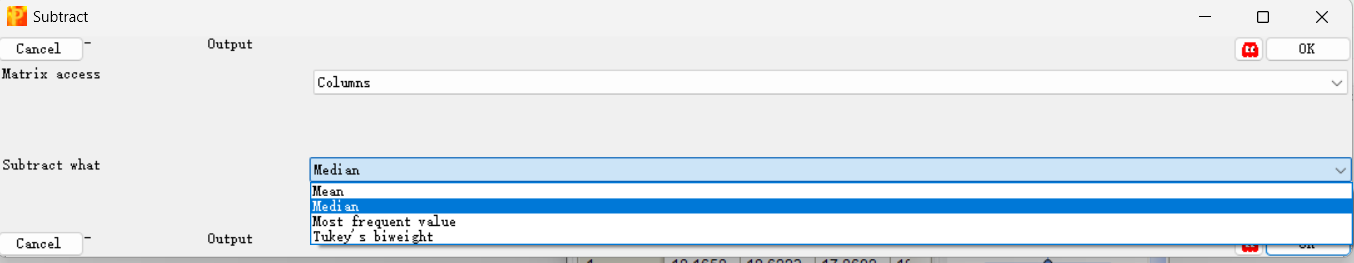 Subtract
Cancel - Output OK
Matrix access Columns
Subtract what Median
Mean
Median
Most frequent value
Tukey's biweight
Cancel - Output